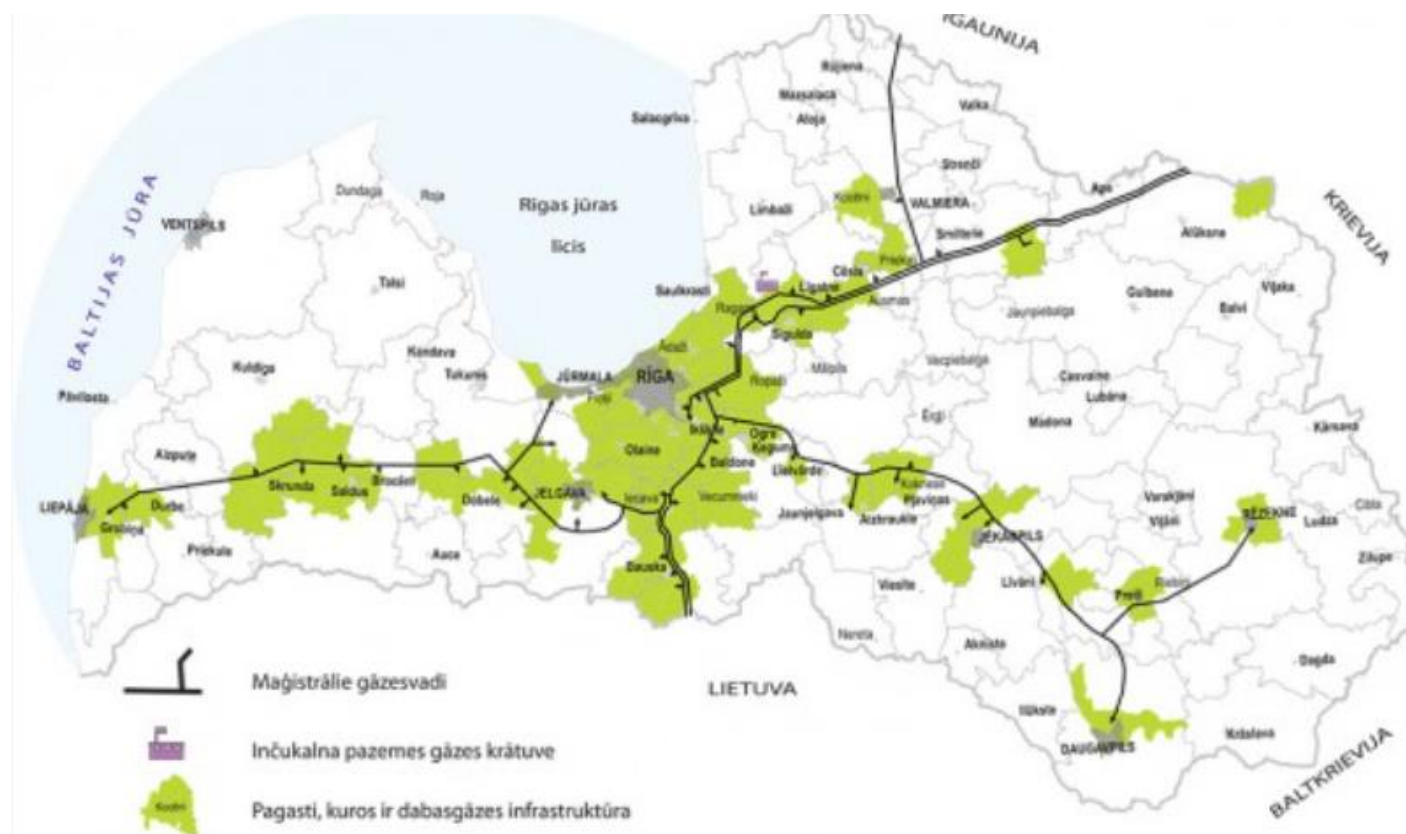 IGAUNIJA
Rūjiena
Mazsalaca
Valka
Salacgrīva
Aloja
Strenči
BALTIJAS JŪRA
Dundaga
Roja
Rīgas jūras
līcis
Limbaži
Kocēni
VALMIERA
Ape
KRIEVIJA
VENTSPILS
Smiltene
Alūksne
Talsi
Saulkrasti
Cēsis
Priekuļi
Līgatne
Gulbene
Viļaka
Balvi
Jaunpiebalga
Sigulda
Kandava
Tukums
Kuldīga
Ādaži
Mālpils
Vecpiebalga
Cesvaine
Lubāna
JŪRMALA
RĪGA
Ropaži
Pāvilosta
Ērgļi
Madona
Kārsava
Aizpute
Olaine
Ikšķile
Ogre
Ķegums
Baldone
Lielvārde
Skrunda
Saldus
Brocēni
Dobele
JELGAVA
Iecava
Vecumnieki
Koknese
Pļaviņas
Jaunjelgava
Aizkraukle
Varakļāni
Viļāni
RĒZEKNE
Ludza
Cibla
LIEPĀJA
Durbe
Grobiņa
Priekule
Auce
Bauska
JĒKABPILS
Zilupe
Viesīte
Līvāni
Preiļi
Riebiņi
Nereta
Aknīste
Dagda
LIETUVA
Ilūkste
DAUGAVPILS
Krāslava
BALTKRIEVIJA
Maģistrālie gāzesvadi
Inčukalna pazemes gāzes krātuve
Kocēni
Pagasti, kuros ir dabasgāzes infrastruktūra